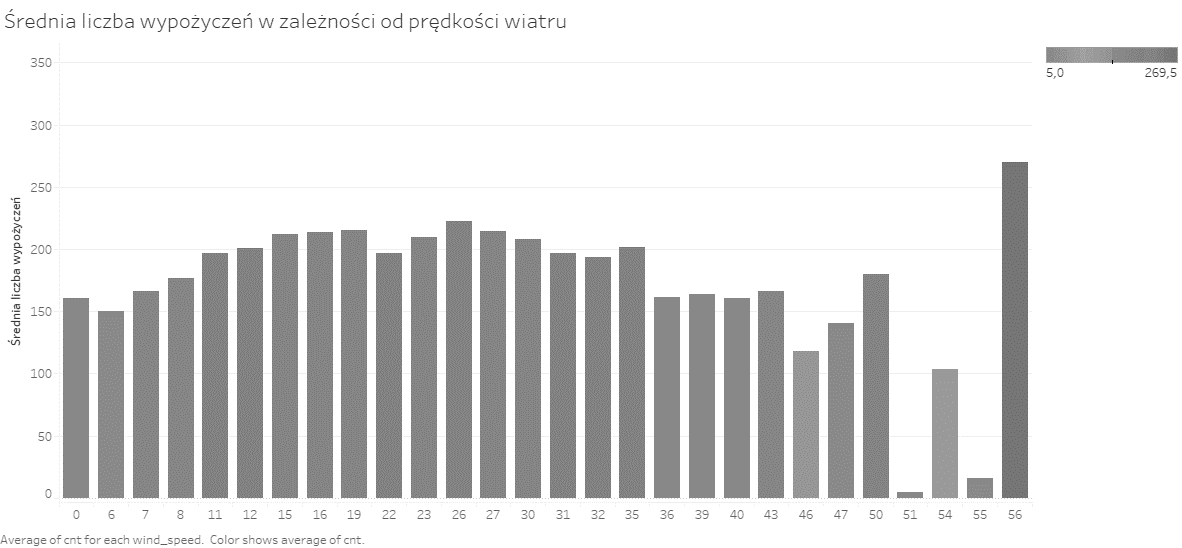 Średnia liczba wypożyczeń w zależności od prędkości wiatru
5,0 269,5
Średnia liczba wypożyczeń
350
300
250
200
150
100
50
0
0 6 7 8 11 12 15 16 19 22 23 26 27 30 31 32 35 36 39 40 43 46 47 50 51 54 55 56
Average of cnt for each wind_speed. Color shows average of cnt.